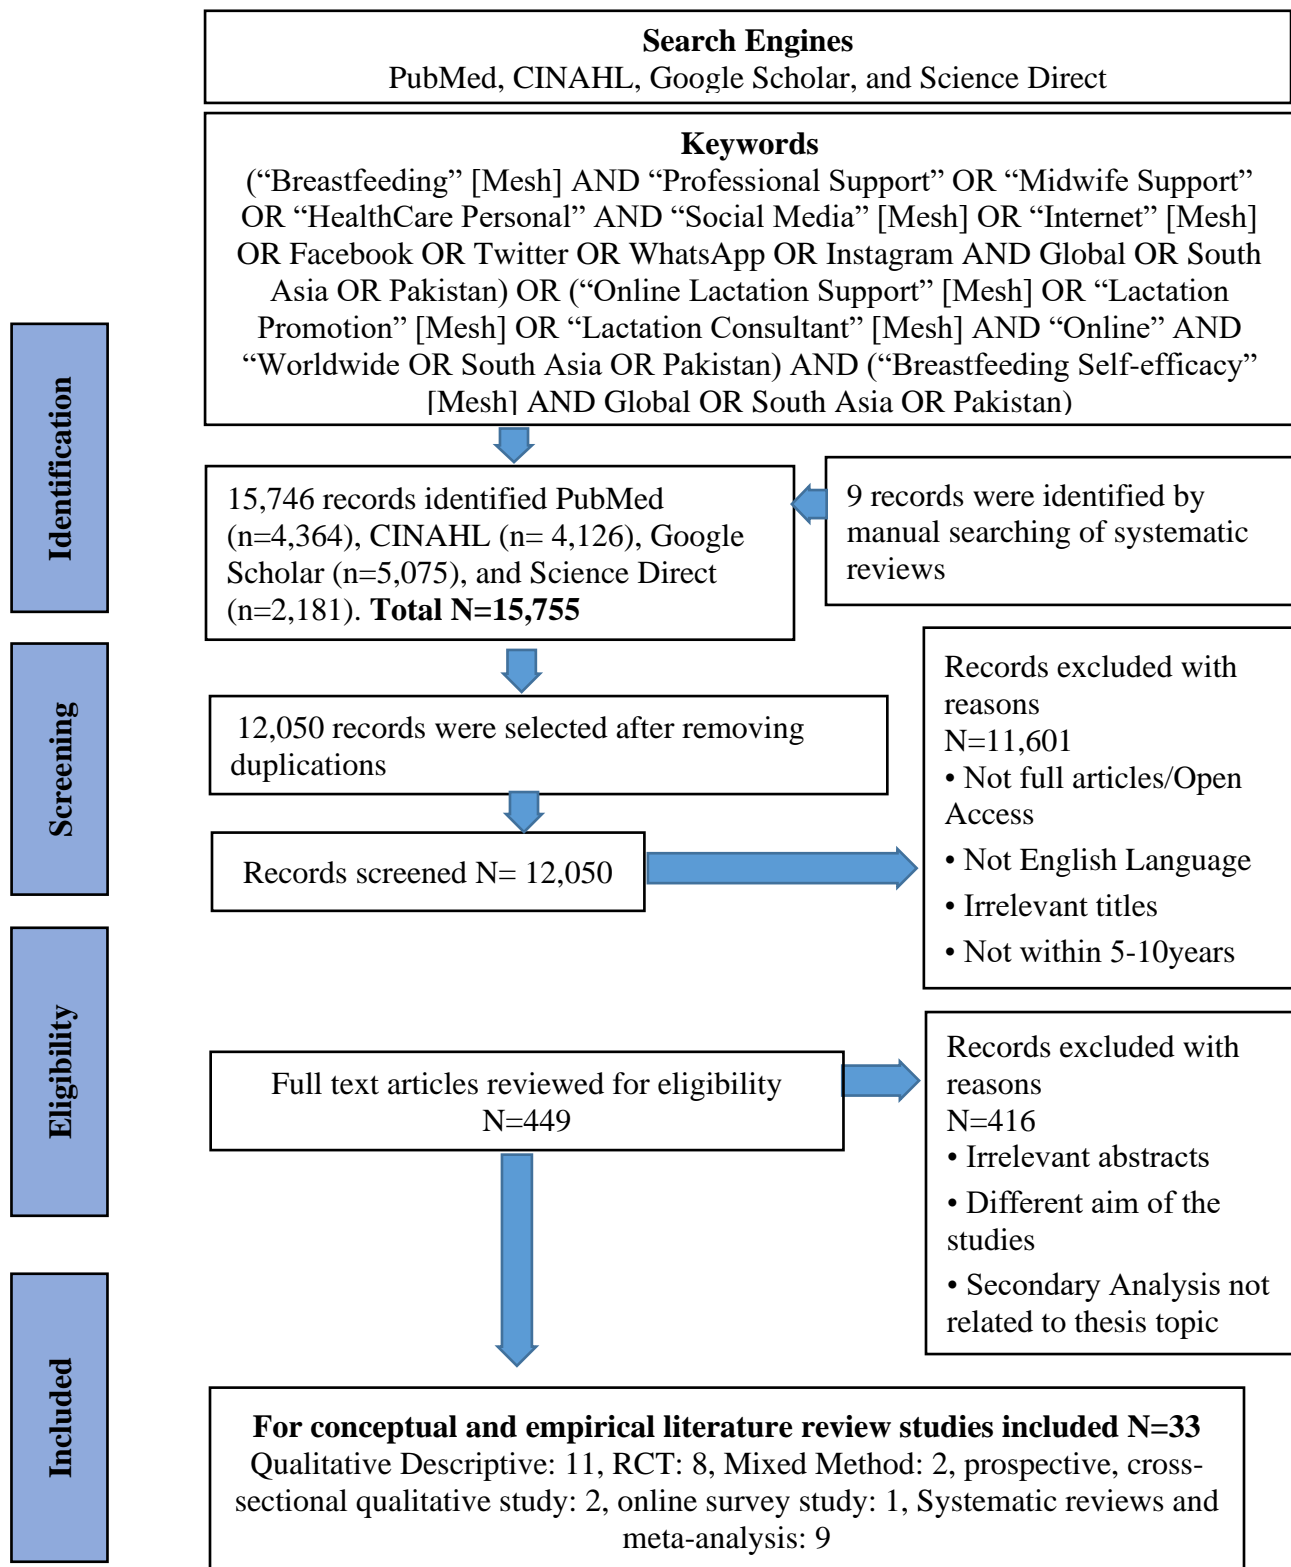 Search Engines
PubMed, CINAHL, Google Scholar, and Science Direct
Keywords
(“Breastfeeding” [Mesh] AND “Professional Support” OR “Midwife Support”
OR “HealthCare Personal” AND “Social Media” [Mesh] OR “Internet” [Mesh]
OR Facebook OR Twitter OR WhatsApp OR Instagram AND Global OR South
Asia OR Pakistan) OR (“Online Lactation Support” [Mesh] OR “Lactation
Promotion” [Mesh] OR “Lactation Consultant” [Mesh] AND “Online” AND
“Worldwide OR South Asia OR Pakistan) AND (“Breastfeeding Self-efficacy”
[Mesh] AND Global OR South Asia OR Pakistan)
Identification
15,746 records identified PubMed
(n=4,364), CINAHL (n= 4,126), Google
Scholar (n=5,075), and Science Direct
(n=2,181). Total N=15,755
9 records were identified by
manual searching of systematic
reviews
Screening
12,050 records were selected after removing
duplications
Records screened N= 12,050
Records excluded with
reasons
N=11,601
• Not full articles/Open
Access
• Not English Language
• Irrelevant titles
• Not within 5-10years
Eligibility
Full text articles reviewed for eligibility
N=449
Records excluded with
reasons
N=416
• Irrelevant abstracts
• Different aim of the
studies
• Secondary Analysis not
related to thesis topic
Included
For conceptual and empirical literature review studies included N=33
Qualitative Descriptive: 11, RCT: 8, Mixed Method: 2, prospective, cross-
sectional qualitative study: 2, online survey study: 1, Systematic reviews and
meta-analysis: 9